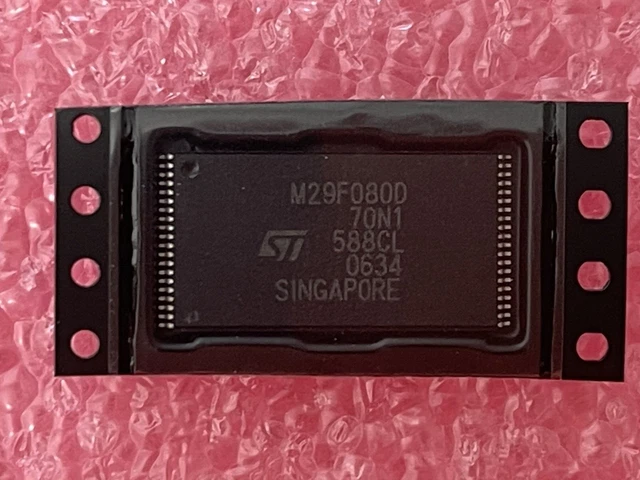 M29F080D
70N1
ST 588CL
0634
SINGAPORE